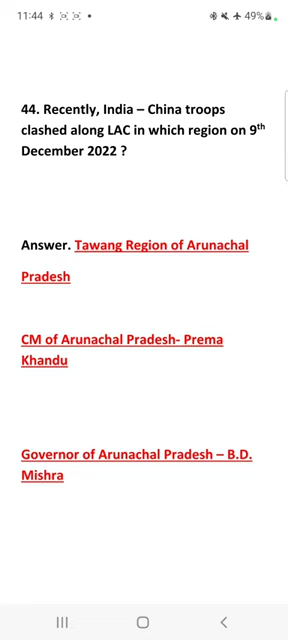 11:44
49%
44. Recently, India – China troops
clashed along LAC in which region on 9th
December 2022 ?
Answer. Tawang Region of Arunachal
Pradesh
CM of Arunachal Pradesh- Prema
Khandu
Governor of Arunachal Pradesh – B.D.
Mishra